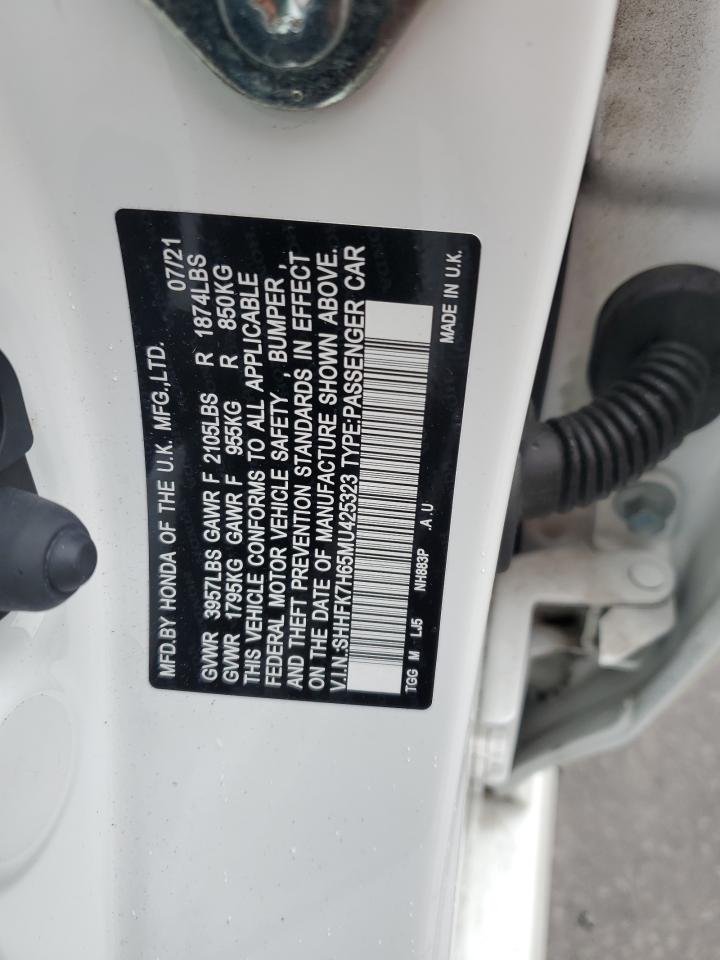 MFD.BY HONDA OF THE U.K. MFG.,LTD. 07/21
GVWR 3957LBS GAWR F 2105LBS R 1874LBS
GVWR 1795KG GAWR F 955KG R 850KG
THIS VEHICLE CONFORMS TO ALL APPLICABLE
FEDERAL MOTOR VEHICLE SAFETY , BUMPER ,
AND THEFT PREVENTION STANDARDS IN EFFECT
ON THE DATE OF MANUFACTURE SHOWN ABOVE.
V.I.N.:SHHFK7H65MU425323 TYPE:PASSENGER CAR
TGG M LJ5 NH883P .A.U MADE IN U.K.